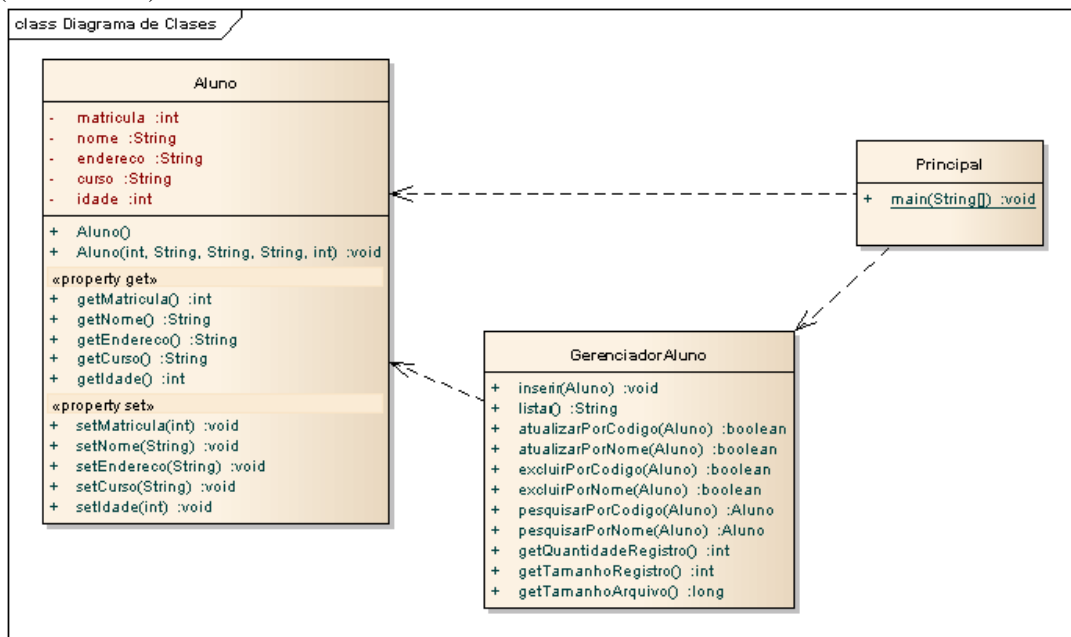 class Diagrama de Clases
Aluno
- matricula :int
- nome :String
- endereco :String
- curso :String
- idade :int
+ Aluno()
+ Aluno(int, String, String, String, int) :void
«property get»
+ getMatricula() :int
+ getNome() :String
+ getEndereco() :String
+ getCurso() :String
+ getIdade() :int
«property set»
+ setMatricula(int) :void
+ setNome(String) :void
+ setEndereco(String) :void
+ setCurso(String) :void
+ setIdade(int) :void
Principal
+ main(String[]) :void
GerenciadorAluno
+ inserir(Aluno) :void
+ listar() :String
+ atualizarPorCodigo(Aluno) :boolean
+ atualizarPorNome(Aluno) :boolean
+ excluirPorCodigo(Aluno) :boolean
+ excluirPorNome(Aluno) :boolean
+ pesquisarPorCodigo(Aluno) :Aluno
+ pesquisarPorNome(Aluno) :Aluno
+ getQuantidadeRegistro() :int
+ getTamanhoRegistro() :int
+ getTamanhoArquivo() :long